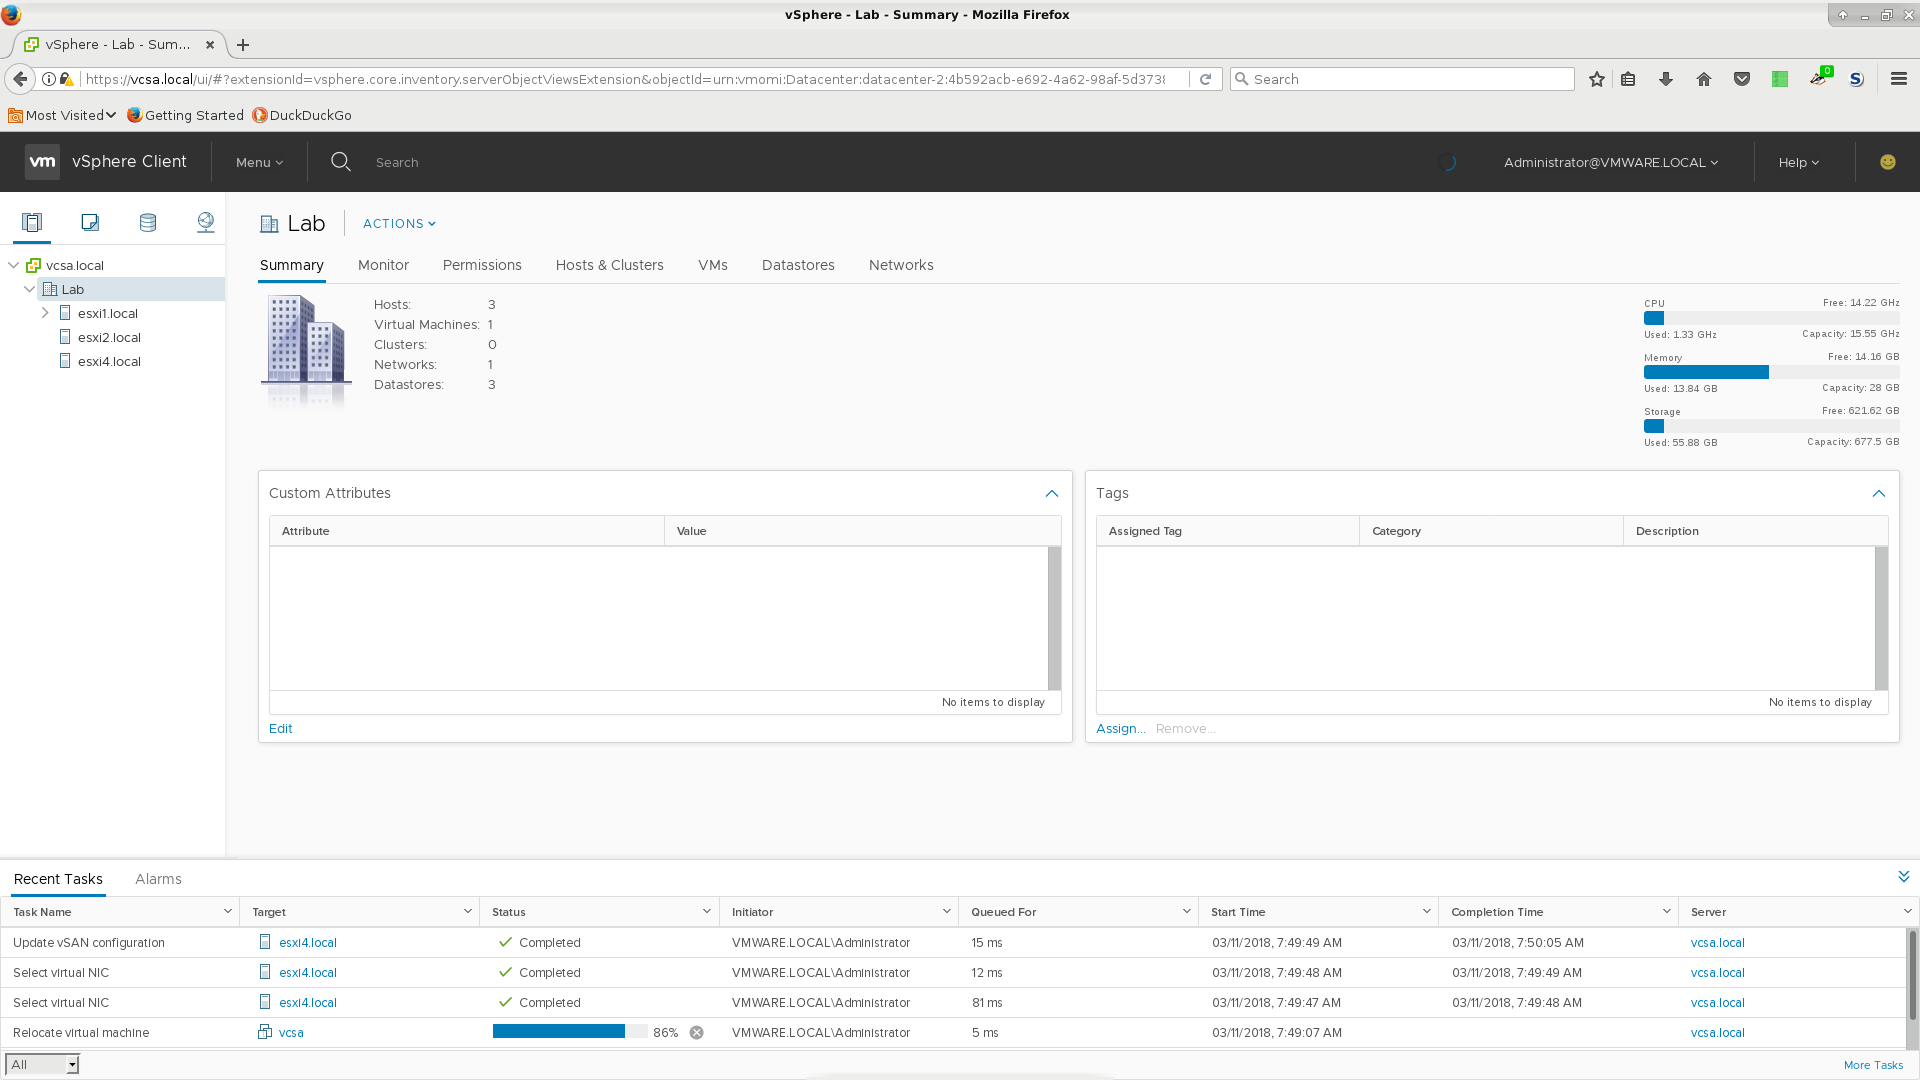 vSphere - Lab - Summary - Mozilla Firefox
vSphere - Lab - Sum...
https://vcsa.local/ui/#?extensionId=vsphere.core.inventory.serverObjectViewsExtension&objectId=urn:vmomi:Datacenter:datacenter-2:4b592acb-e692-4a62-98af-5d3738
Search
0
S
Most Visited
Getting Started
DuckDuckGo
vm
vSphere Client
Menu
Search
Administrator@VMWARE.LOCAL
Help
vcsa.local
Lab
esxi1.local
esxi2.local
esxi4.local
Lab
ACTIONS
Summary
Monitor
Permissions
Hosts & Clusters
VMs
Datastores
Networks
Hosts: 3
Virtual Machines: 1
Clusters: 0
Networks: 1
Datastores: 3
CPU Free: 14.22 GHz
Used: 1.33 GHz Capacity: 15.55 GHz
Memory Free: 14.16 GB
Used: 13.84 GB Capacity: 28 GB
Storage Free: 621.62 GB
Used: 55.88 GB Capacity: 677.5 GB
Custom Attributes
Attribute Value
No items to display
Edit
Tags
Assigned Tag Category Description
No items to display
Assign... Remove...
Recent Tasks Alarms
Task Name Target Status Initiator Queued For Start Time Completion Time Server
Update vSAN configuration esxi4.local Completed VMWARE.LOCAL\Administrator 15 ms 03/11/2018, 7:49:49 AM 03/11/2018, 7:50:05 AM vcsa.local
Select virtual NIC esxi4.local Completed VMWARE.LOCAL\Administrator 12 ms 03/11/2018, 7:49:48 AM 03/11/2018, 7:49:49 AM vcsa.local
Select virtual NIC esxi4.local Completed VMWARE.LOCAL\Administrator 81 ms 03/11/2018, 7:49:47 AM 03/11/2018, 7:49:48 AM vcsa.local
Relocate virtual machine vcsa 86% VMWARE.LOCAL\Administrator 5 ms 03/11/2018, 7:49:07 AM vcsa.local
All
More Tasks